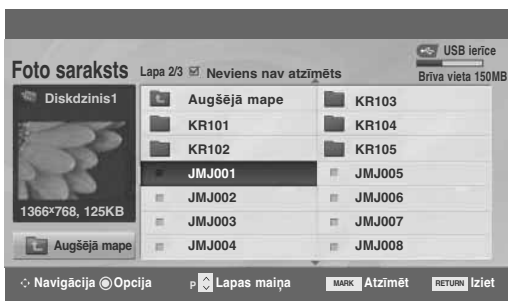 USB ierīce
Foto saraksts Lapa 2/3 Neviens nav atzīmēts Brīva vieta 150MB
Diskdzinis1
Augšējā mape KR103
KR101 KR104
KR102 KR105
JMJ001 JMJ005
JMJ002 JMJ006
JMJ003 JMJ007
JMJ004 JMJ008
1366x768, 125KB
Augšējā mape
Navigācija Opcija P Lapas maiņa MARK Atzīmēt RETURN Iziet